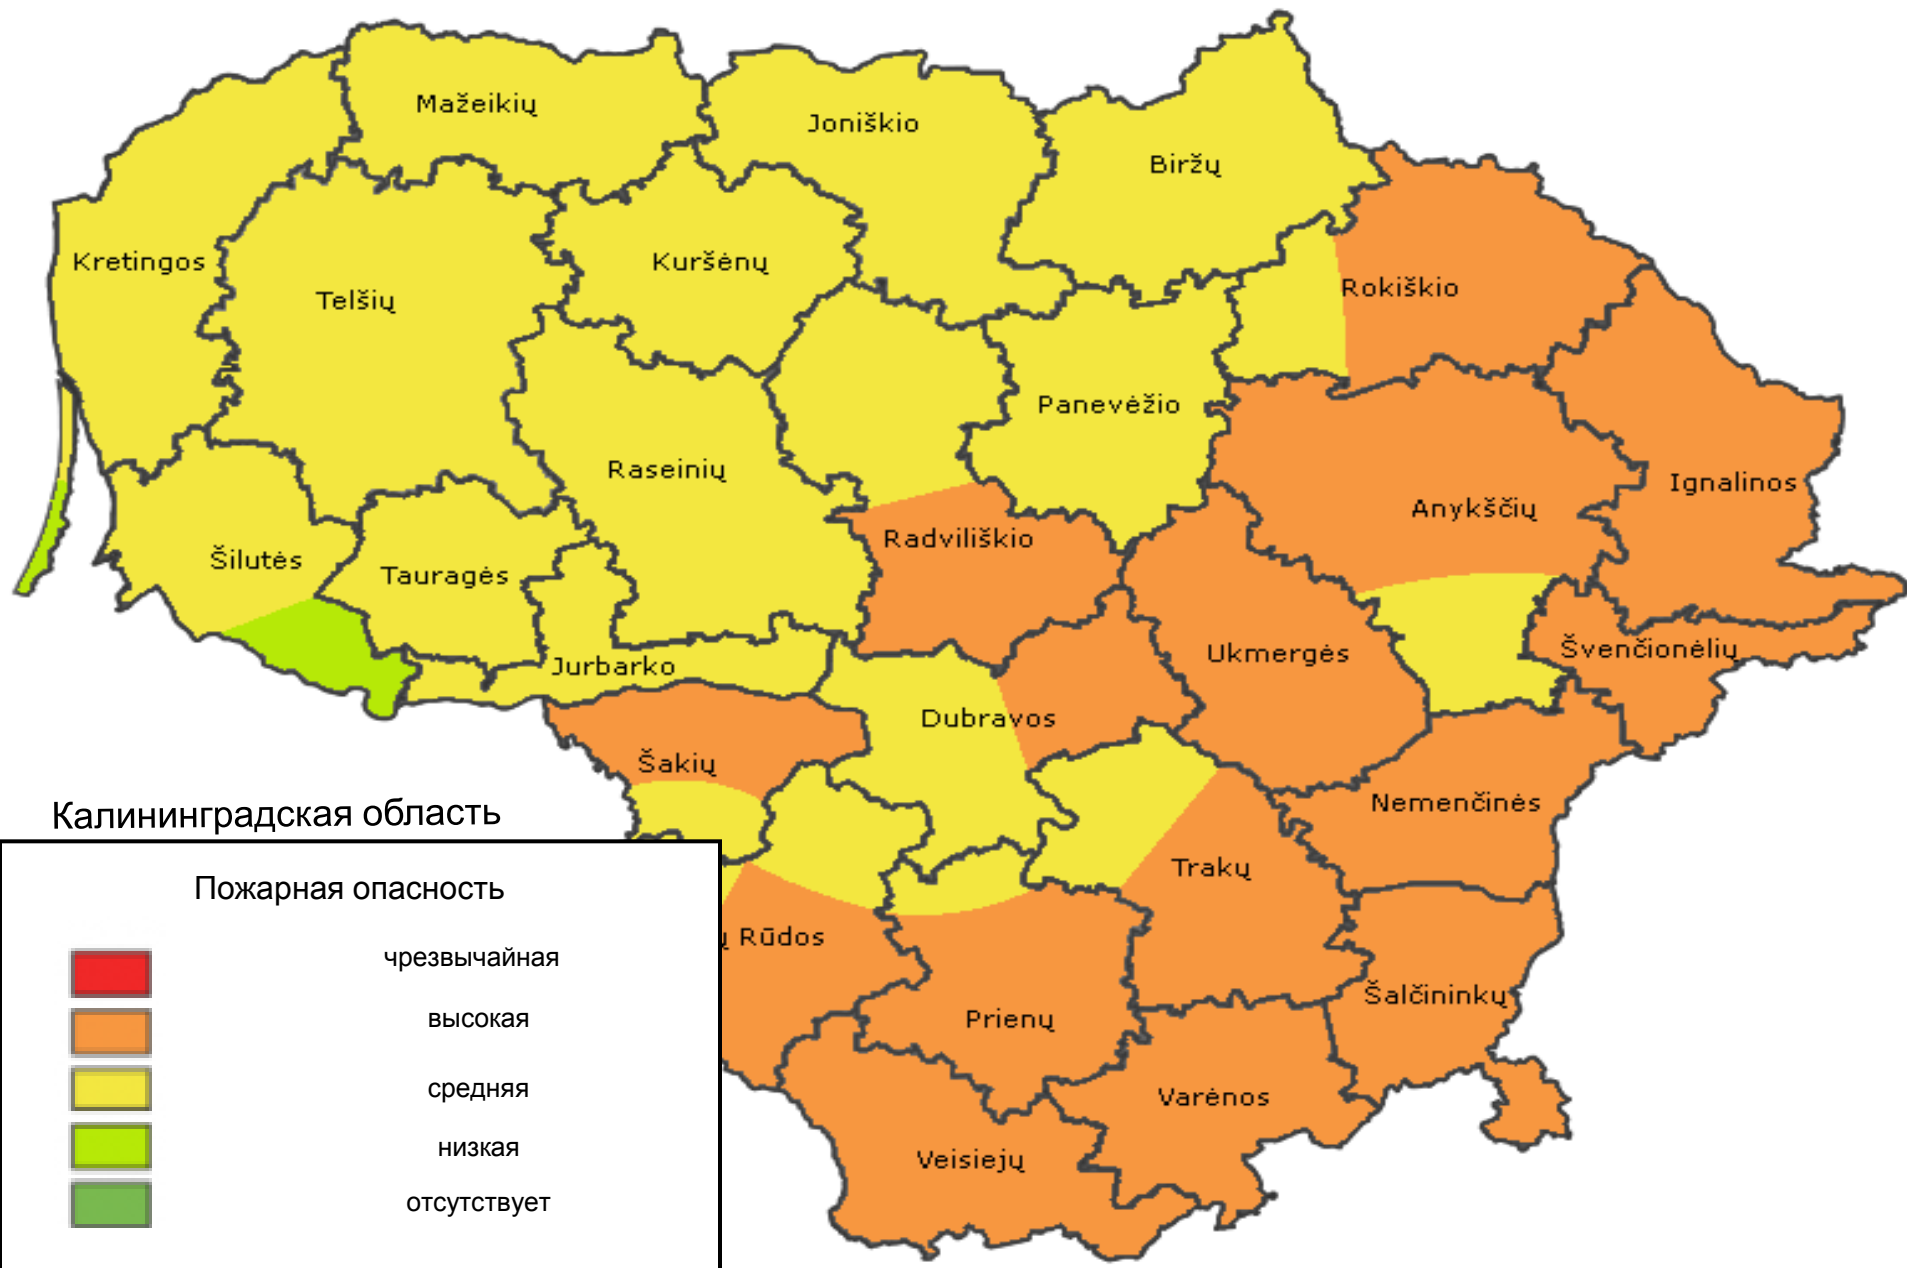 Mažeikių
Joniškio
Biržų
Kretingos
Telšių
Kuršėnų
Rokiškio
Panevėžio
Raseinių
Ignalinos
Anykščių
Radviliškio
Šilutės
Tauragės
Jurbarko
Ukmergės
Švenčionėlių
Dubravos
Šakių
Nemenčinės
Trakų
ų Rūdos
Šalčininkų
Prienų
Varėnos
Veisiejų
Калининградская область
Пожарная опасность
чрезвычайная
высокая
средняя
низкая
отсутствует